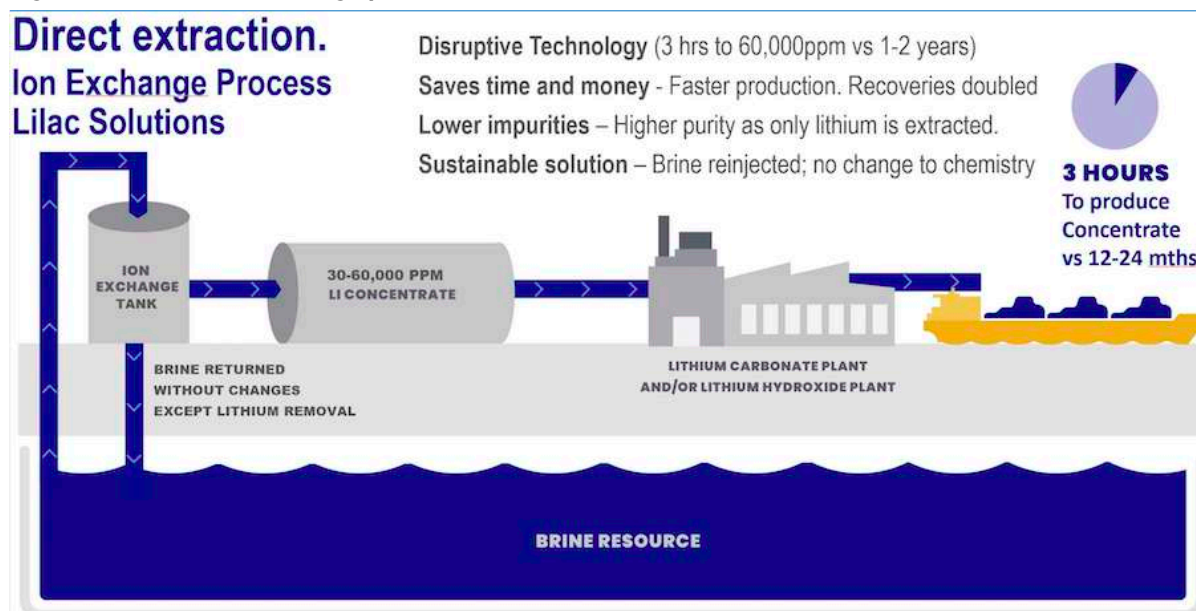 Direct extraction.
Ion Exchange Process
Lilac Solutions
Disruptive Technology (3 hrs to 60,000ppm vs 1-2 years)
Saves time and money - Faster production. Recoveries doubled
Lower impurities – Higher purity as only lithium is extracted.
Sustainable solution – Brine reinjected; no change to chemistry
3 HOURS
To produce
Concentrate
vs 12-24 mths
ION
EXCHANGE
TANK
30-60,000 PPM
LI CONCENTRATE
BRINE RETURNED
WITHOUT CHANGES
EXCEPT LITHIUM REMOVAL
LITHIUM CARBONATE PLANT
AND/OR LITHIUM HYDROXIDE PLANT
BRINE RESOURCE